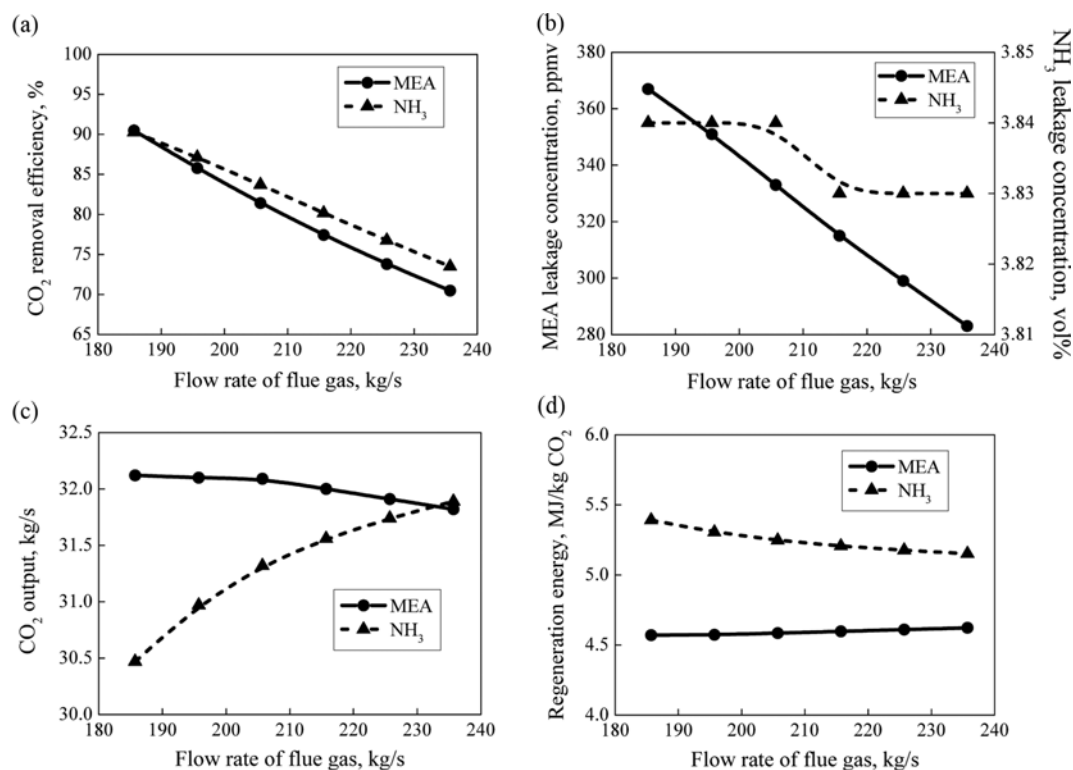 (a)
CO₂ removal efficiency, %
100
95
90
85
80
75
70
65
180 190 200 210 220 230 240
Flow rate of flue gas, kg/s
MEA
NH₃
(b)
MEA leakage concentration, ppmv
380
360
340
320
300
280
180 190 200 210 220 230 240
Flow rate of flue gas, kg/s
MEA
NH₃
3.85
3.84
3.83
3.82
3.81
NH₃ leakage concentration, vol%
(c)
CO₂ output, kg/s
32.5
32.0
31.5
31.0
30.5
30.0
180 190 200 210 220 230 240
Flow rate of flue gas, kg/s
MEA
NH₃
(d)
Regeneration energy, MJ/kg CO₂
6.0
5.5
5.0
4.5
4.0
180 190 200 210 220 230 240
Flow rate of flue gas, kg/s
MEA
NH₃